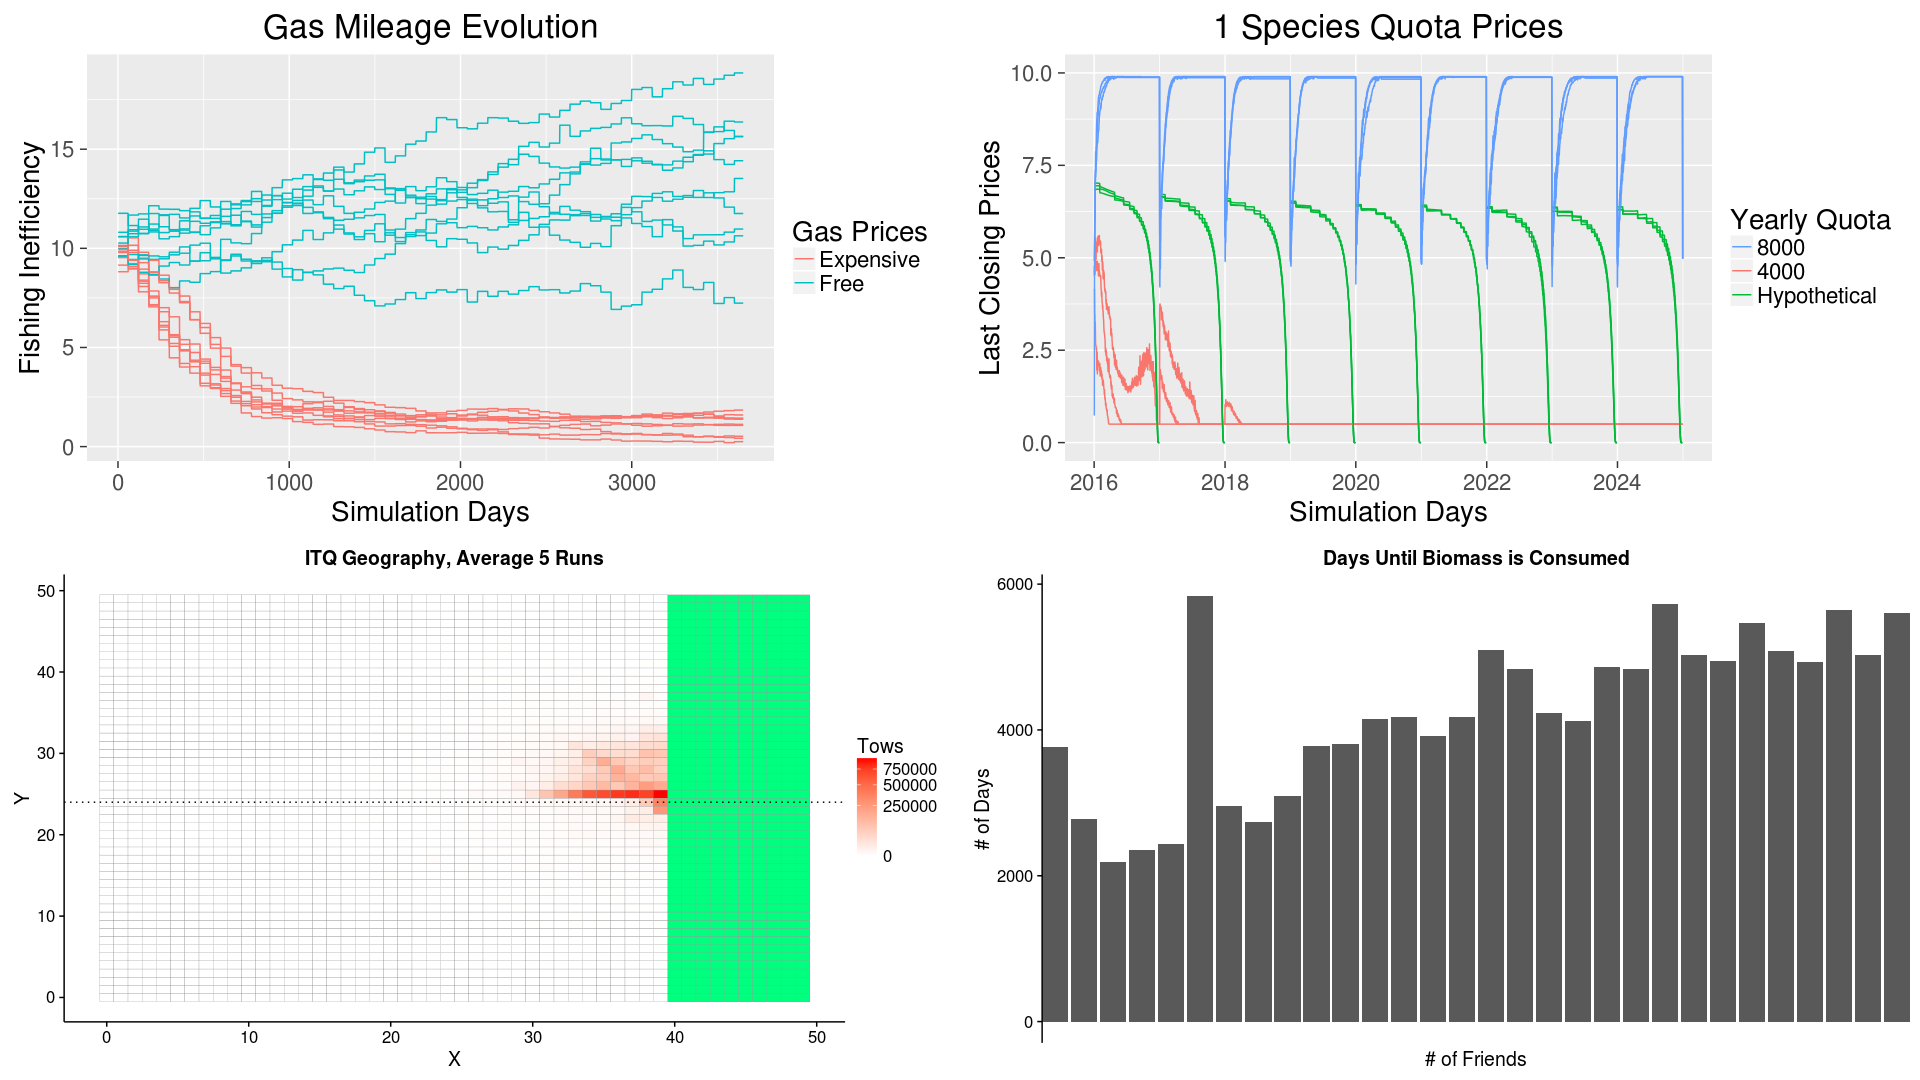 Gas Mileage Evolution
Fishing Inefficiency
15
10
5
0
0 1000 2000 3000
Simulation Days
Gas Prices
Expensive
Free
1 Species Quota Prices
Last Closing Prices
10.0
7.5
5.0
2.5
0.0
2016 2018 2020 2022 2024
Simulation Days
Yearly Quota
8000
4000
Hypothetical
ITQ Geography, Average 5 Runs
Y
50
40
30
20
10
0
0 10 20 30 40 50
X
Tows
750000
500000
250000
0
Days Until Biomass is Consumed
# of Days
6000
4000
2000
0
# of Friends